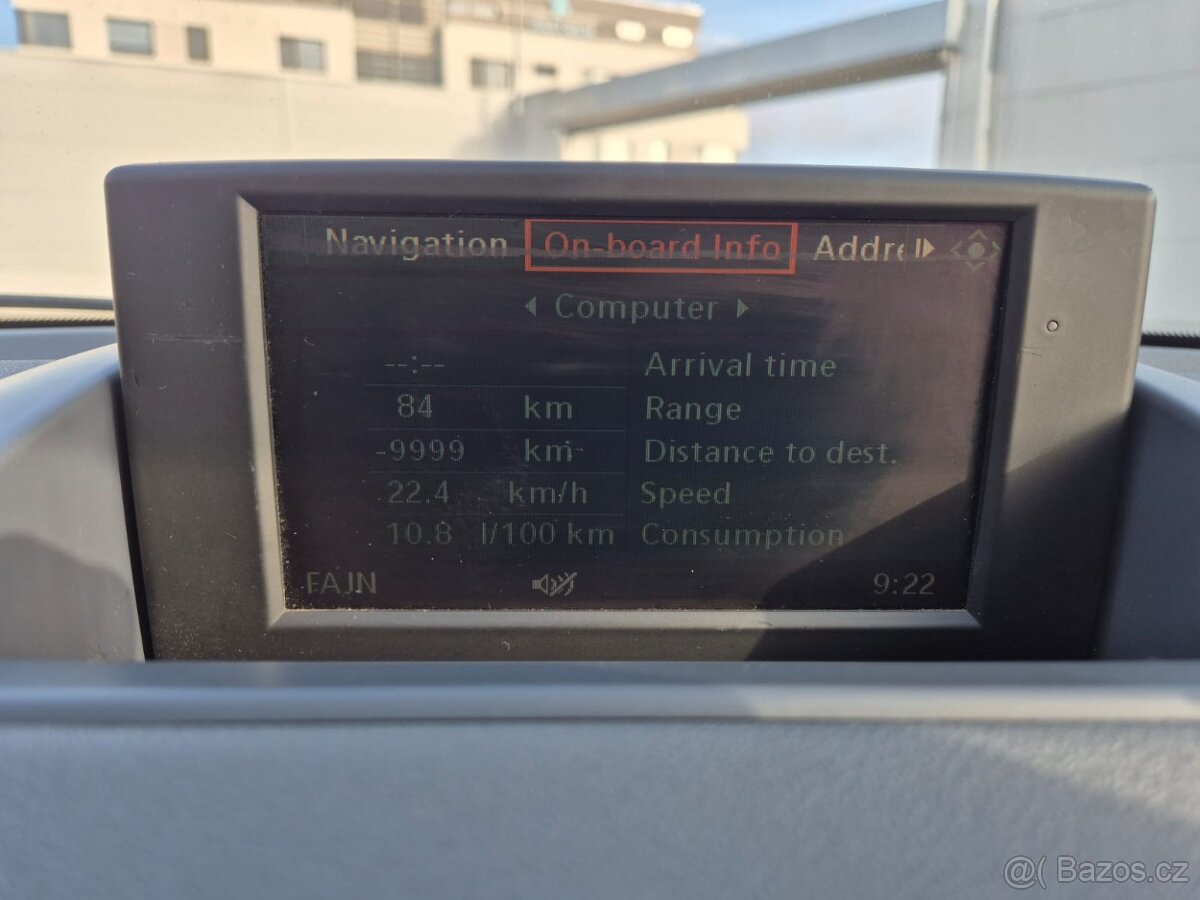 Navigation On-board Info Addre
Computer
--:-- Arrival time
84 km Range
-9999 km Distance to dest.
22.4 km/h Speed
10.8 l/100 km Consumption
FAJN 9:22
@( Bazos.cz